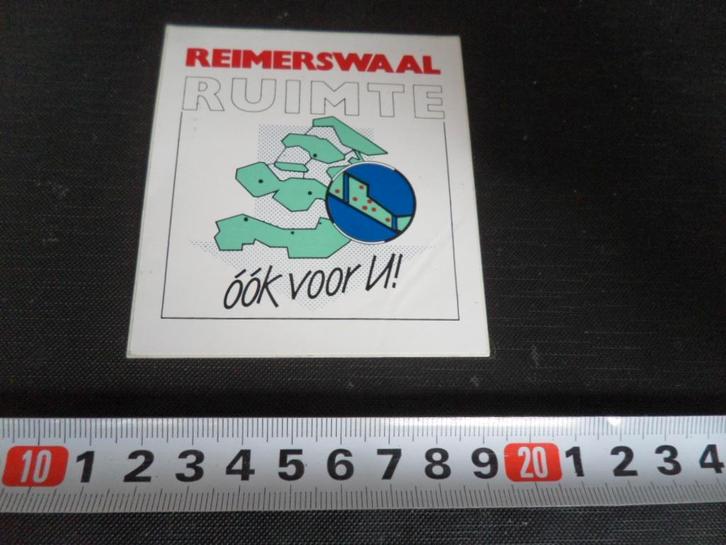 REIMERSWAAL
RUIMTE
óók voor U!
10 1 2 3 4 5 6 7 8 9 20 1 2 3 4